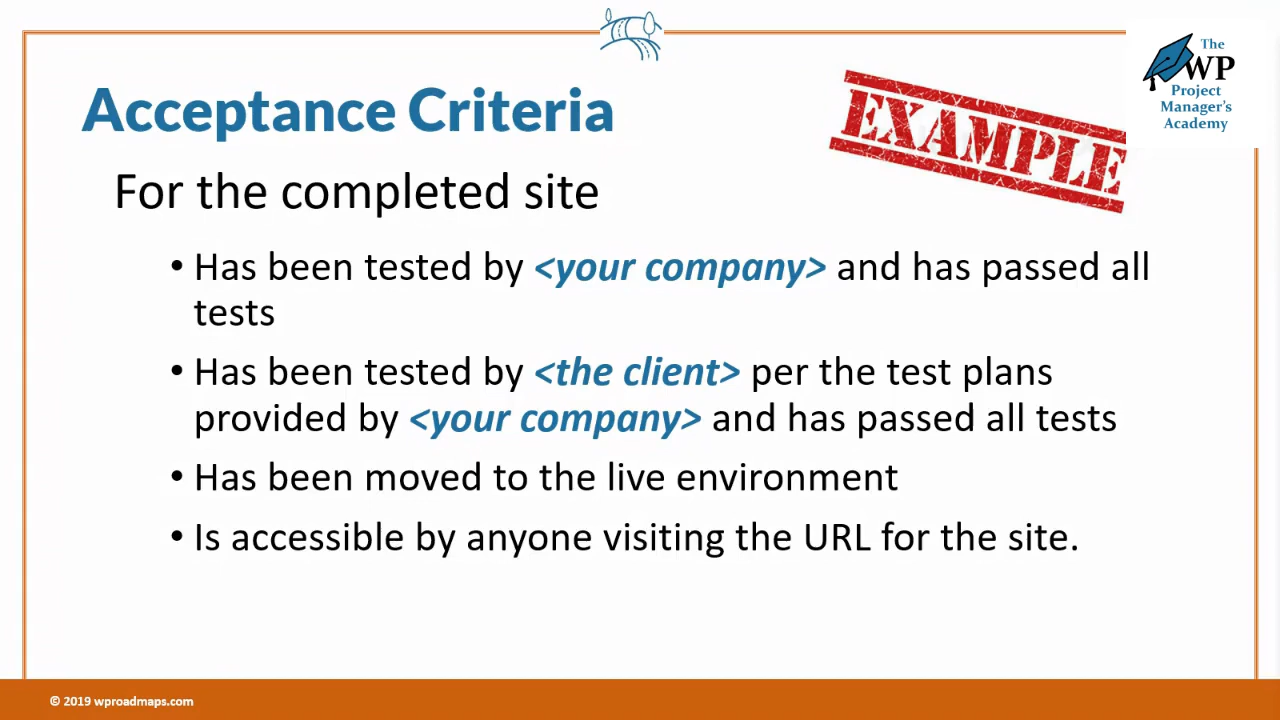 The
WP
Project
Manager's
Academy
EXAMPLE
Acceptance Criteria
For the completed site
• Has been tested by <your company> and has passed all
tests
• Has been tested by <the client> per the test plans
provided by <your company> and has passed all tests
• Has been moved to the live environment
• Is accessible by anyone visiting the URL for the site.
© 2019 wproadmaps.com